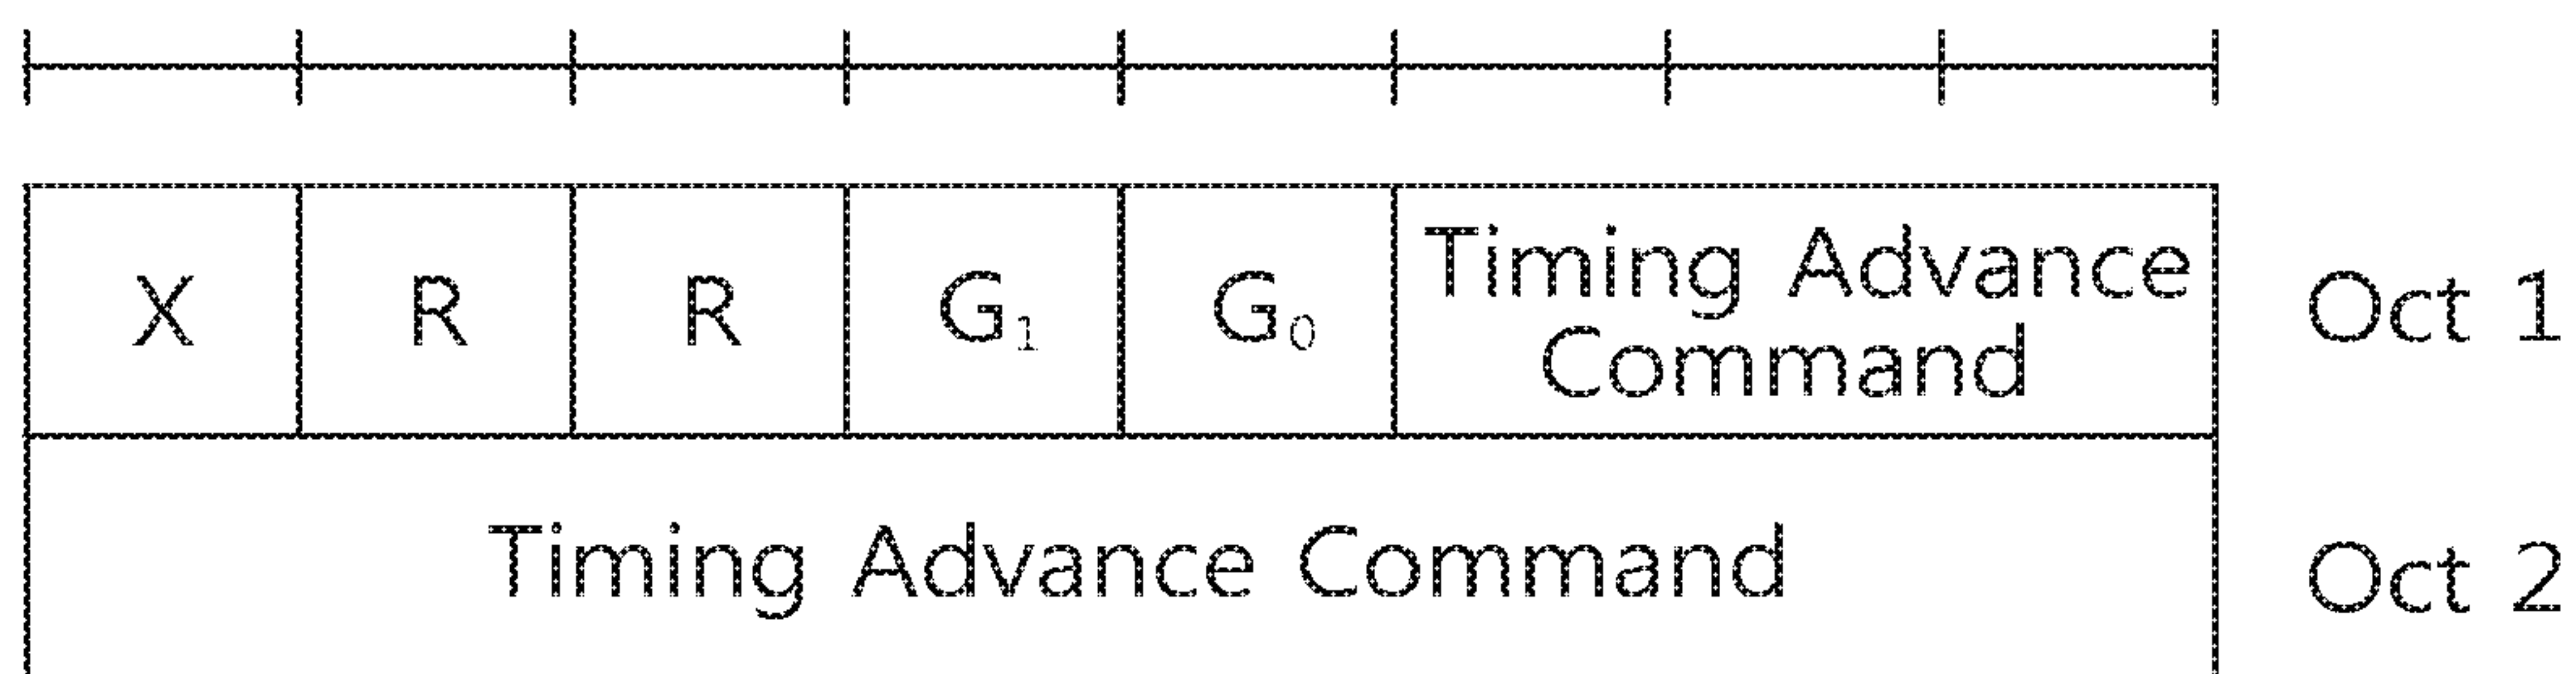 X R R G₁ G₀ Timing Advance Command Oct 1
Timing Advance Command Oct 2